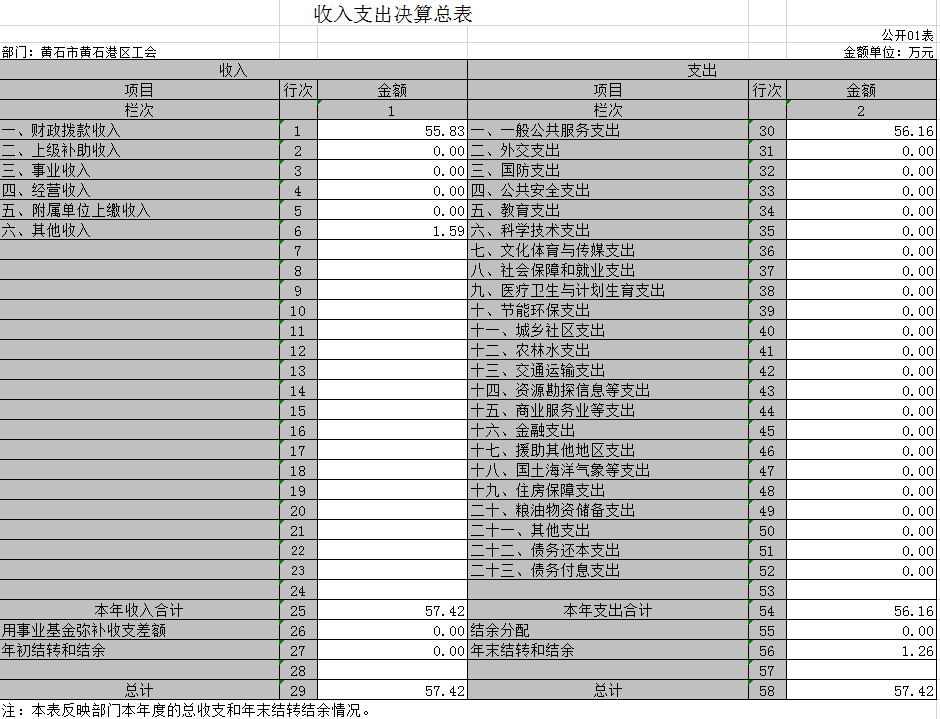 收入支出决算总表
公开01表
部门：黄石市黄石港区工会 金额单位：万元
收入 支出
项目 行次 金额 项目 行次 金额
栏次 1 栏次 2
一、财政拨款收入 1 55.83 一、一般公共服务支出 30 56.16
二、上级补助收入 2 0.00 二、外交支出 31 0.00
三、事业收入 3 0.00 三、国防支出 32 0.00
四、经营收入 4 0.00 四、公共安全支出 33 0.00
五、附属单位上缴收入 5 0.00 五、教育支出 34 0.00
六、其他收入 6 1.59 六、科学技术支出 35 0.00
7 七、文化体育与传媒支出 36 0.00
8 八、社会保障和就业支出 37 0.00
9 九、医疗卫生与计划生育支出 38 0.00
10 十、节能环保支出 39 0.00
11 十一、城乡社区支出 40 0.00
12 十二、农林水支出 41 0.00
13 十三、交通运输支出 42 0.00
14 十四、资源勘探信息等支出 43 0.00
15 十五、商业服务业等支出 44 0.00
16 十六、金融支出 45 0.00
17 十七、援助其他地区支出 46 0.00
18 十八、国土海洋气象等支出 47 0.00
19 十九、住房保障支出 48 0.00
20 二十、粮油物资储备支出 49 0.00
21 二十一、其他支出 50 0.00
22 二十二、债务还本支出 51 0.00
23 二十三、债务付息支出 52 0.00
24 53
本年收入合计 25 57.42 本年支出合计 54 56.16
用事业基金弥补收支差额 26 0.00 结余分配 55 0.00
年初结转和结余 27 0.00 年末结转和结余 56 1.26
28 57
总计 29 57.42 总计 58 57.42
注：本表反映部门本年度的总收支和年末结转结余情况。